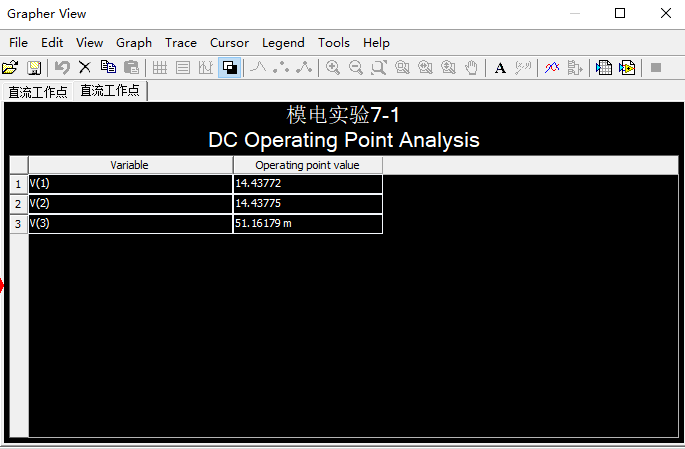 Grapher View
File Edit View Graph Trace Cursor Legend Tools Help
A
直流工作点 直流工作点
模电实验7-1
DC Operating Point Analysis
Variable Operating point value
1 V(1) 14.43772
2 V(2) 14.43775
3 V(3) 51.16179 m